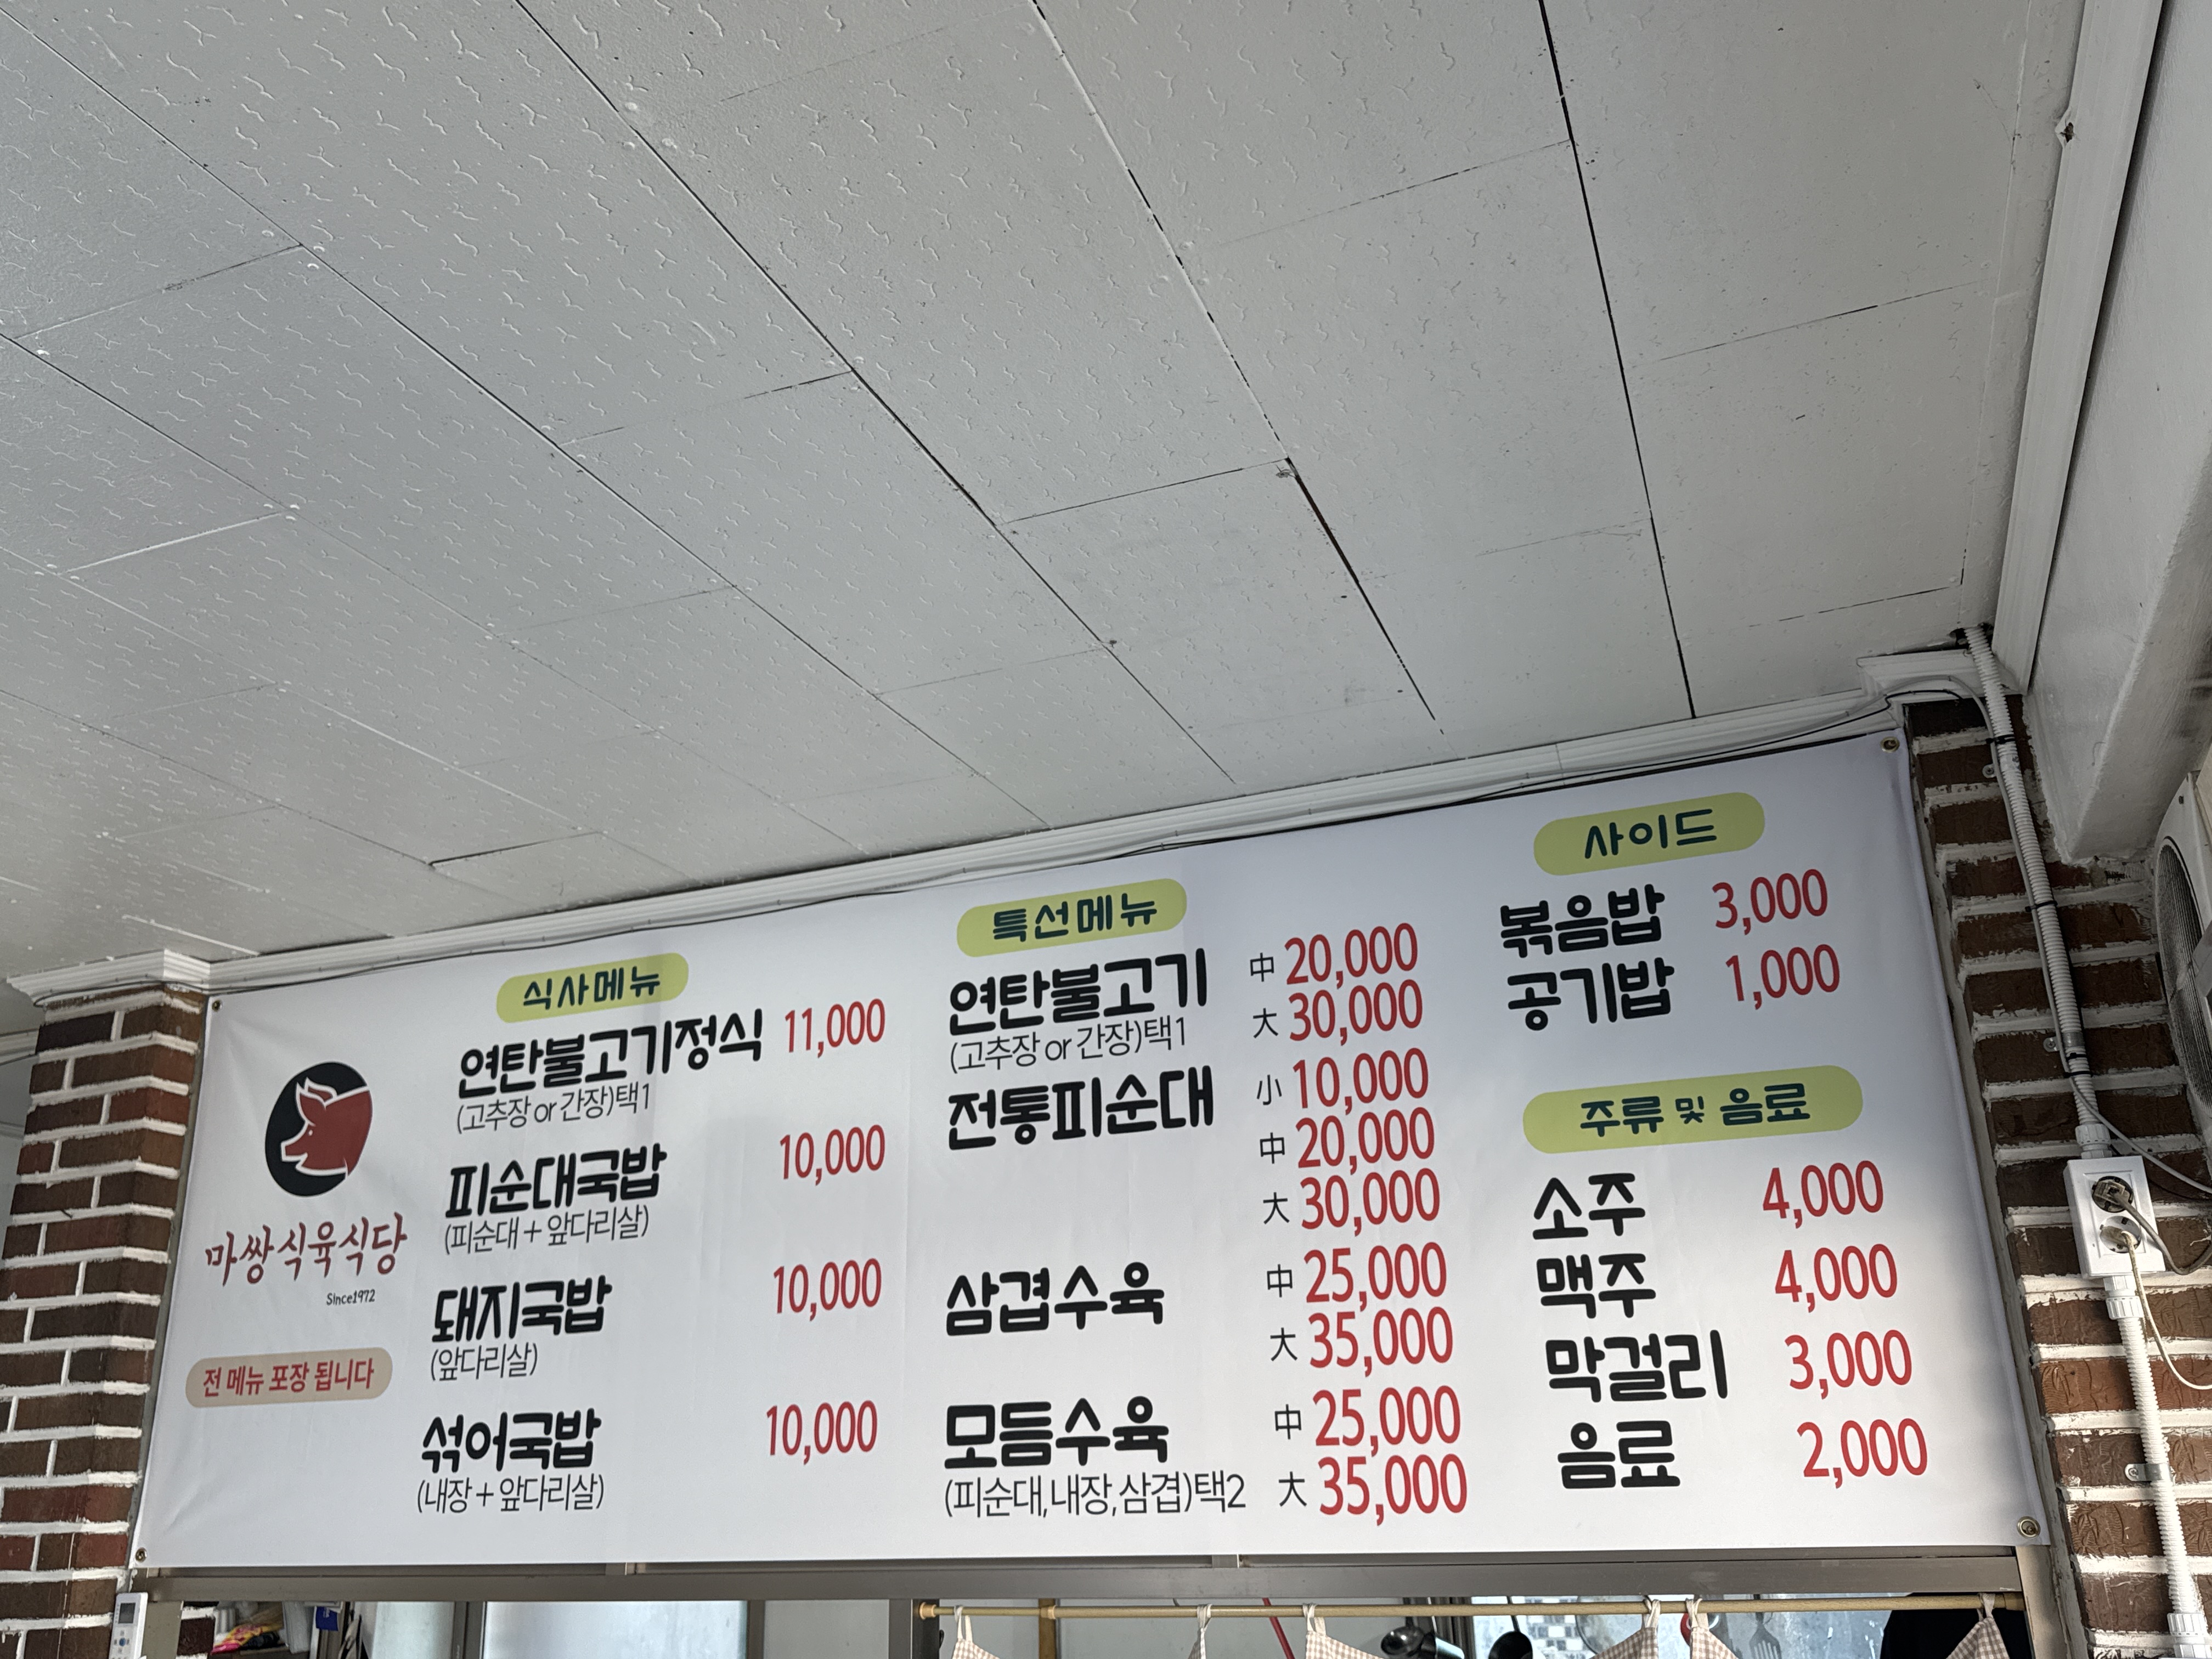 마쌍식육식당
Since1972
전 메뉴 포장 됩니다
식사메뉴
연탄불고기정식 11,000
(고추장 or 간장)택1
피순대국밥 10,000
(피순대 + 앞다리살)
돼지국밥 10,000
(앞다리살)
섞어국밥 10,000
(내장 + 앞다리살)
특선메뉴
연탄불고기 中 20,000
(고추장 or 간장)택1 大 30,000
전통피순대 小 10,000
中 20,000
大 30,000
삼겹수육 中 25,000
大 35,000
모듬수육 中 25,000
(피순대,내장,삼겹)택2 大 35,000
사이드
볶음밥 3,000
공기밥 1,000
주류 및 음료
소주 4,000
맥주 4,000
막걸리 3,000
음료 2,000